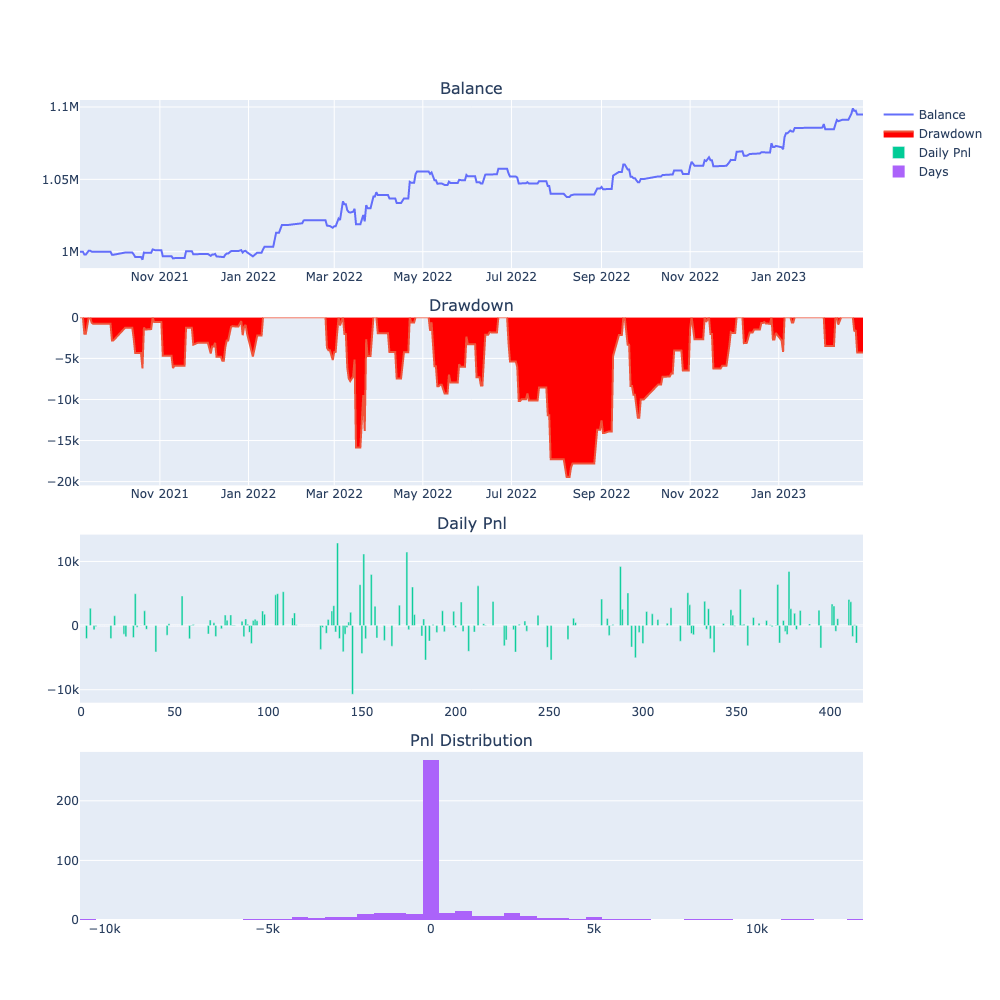 Balance
1.1M
1.05M
1M
Nov 2021 Jan 2022 Mar 2022 May 2022 Jul 2022 Sep 2022 Nov 2022 Jan 2023
Balance
Drawdown
Daily Pnl
Days
Drawdown
0
−5k
−10k
−15k
−20k
Nov 2021 Jan 2022 Mar 2022 May 2022 Jul 2022 Sep 2022 Nov 2022 Jan 2023
Daily Pnl
10k
0
−10k
0 50 100 150 200 250 300 350 400
Pnl Distribution
200
100
0
−10k −5k 0 5k 10k